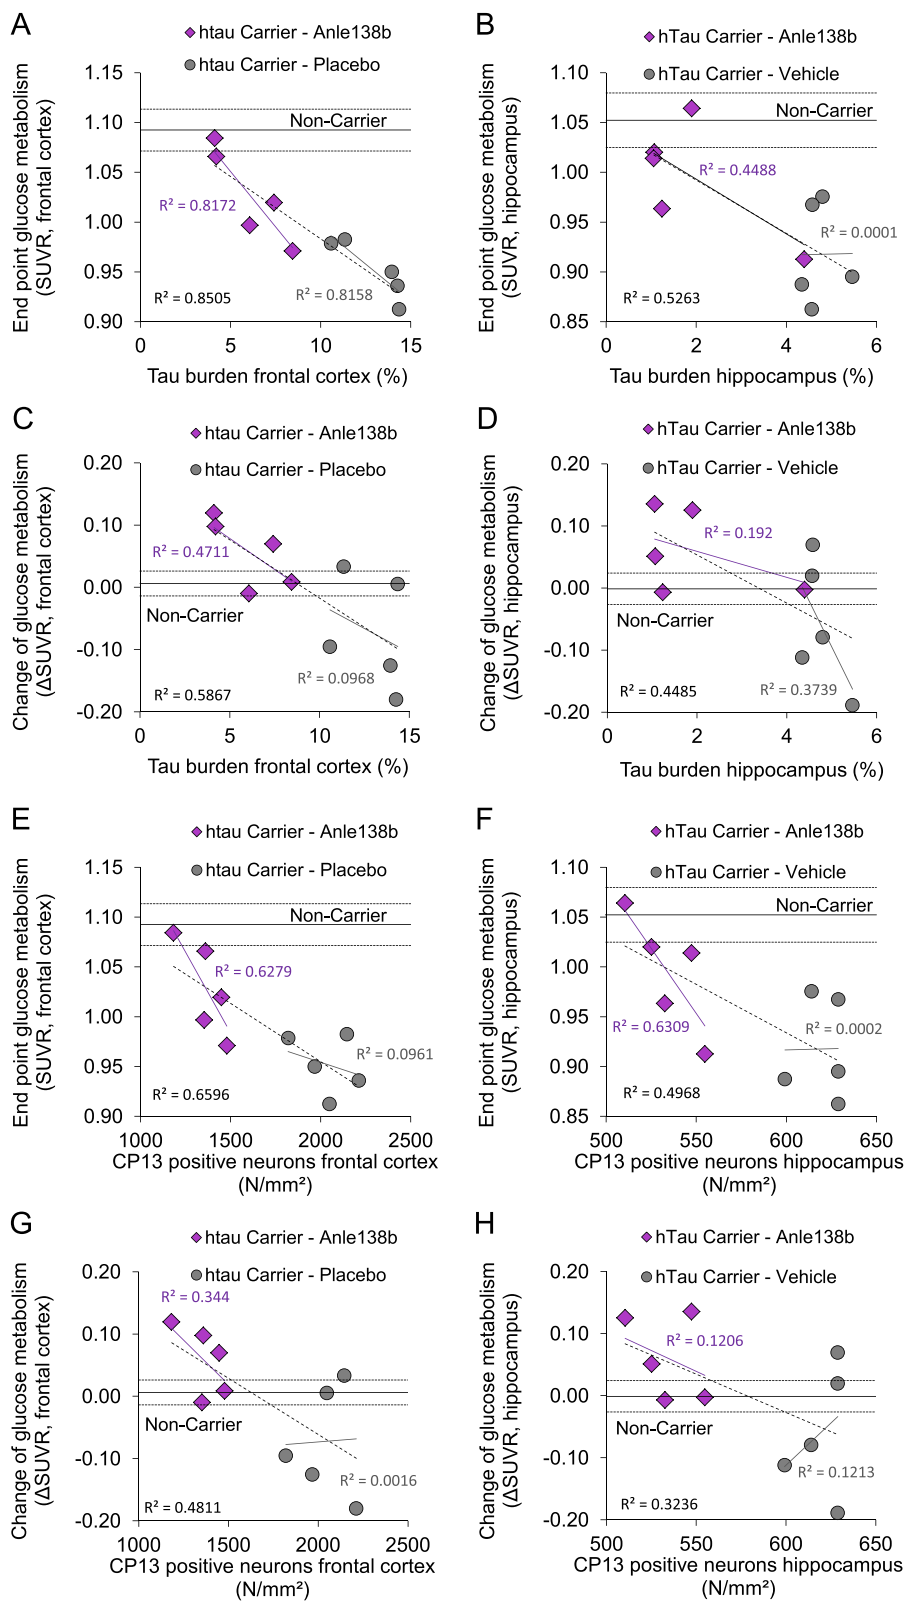 A
htau Carrier - Anle138b
htau Carrier - Placebo
End point glucose metabolism
(SUVR, frontal cortex)
1.15
1.10
1.05
1.00
0.95
0.90
Non-Carrier
R² = 0.8172
R² = 0.8158
R² = 0.8505
0 5 10 15
Tau burden frontal cortex (%)
B
hTau Carrier - Anle138b
hTau Carrier - Vehicle
End point glucose metabolism
(SUVR, hippocampus)
1.10
1.05
1.00
0.95
0.90
0.85
Non-Carrier
R² = 0.4488
R² = 0.0001
R² = 0.5263
0 2 4 6
Tau burden hippocampus (%)
C
htau Carrier - Anle138b
htau Carrier - Placebo
Change of glucose metabolism
(ΔSUVR, frontal cortex)
0.20
0.10
0.00
-0.10
-0.20
R² = 0.4711
Non-Carrier
R² = 0.0968
R² = 0.5867
0 5 10 15
Tau burden frontal cortex (%)
D
hTau Carrier - Anle138b
hTau Carrier - Vehicle
Change of glucose metabolism
(ΔSUVR, hippocampus)
0.20
0.10
0.00
-0.10
-0.20
R² = 0.192
Non-Carrier
R² = 0.3739
R² = 0.4485
0 2 4 6
Tau burden hippocampus (%)
E
htau Carrier - Anle138b
htau Carrier - Placebo
End point glucose metabolism
(SUVR, frontal cortex)
1.15
1.10
1.05
1.00
0.95
0.90
Non-Carrier
R² = 0.6279
R² = 0.0961
R² = 0.6596
1000 1500 2000 2500
CP13 positive neurons frontal cortex
(N/mm²)
F
hTau Carrier - Anle138b
hTau Carrier - Vehicle
End point glucose metabolism
(SUVR, hippocampus)
1.10
1.05
1.00
0.95
0.90
0.85
Non-Carrier
R² = 0.6309
R² = 0.0002
R² = 0.4968
500 550 600 650
CP13 positive neurons hippocampus
(N/mm²)
G
htau Carrier - Anle138b
htau Carrier - Placebo
Change of glucose metabolism
(ΔSUVR, frontal cortex)
0.20
0.10
0.00
-0.10
-0.20
R² = 0.344
Non-Carrier
R² = 0.0016
R² = 0.4811
1000 1500 2000 2500
CP13 positive neurons frontal cortex
(N/mm²)
H
hTau Carrier - Anle138b
hTau Carrier - Vehicle
Change of glucose metabolism
(ΔSUVR, hippocampus)
0.20
0.10
0.00
-0.10
-0.20
R² = 0.1206
Non-Carrier
R² = 0.1213
R² = 0.3236
500 550 600 650
CP13 positive neurons hippocampus
(N/mm²)